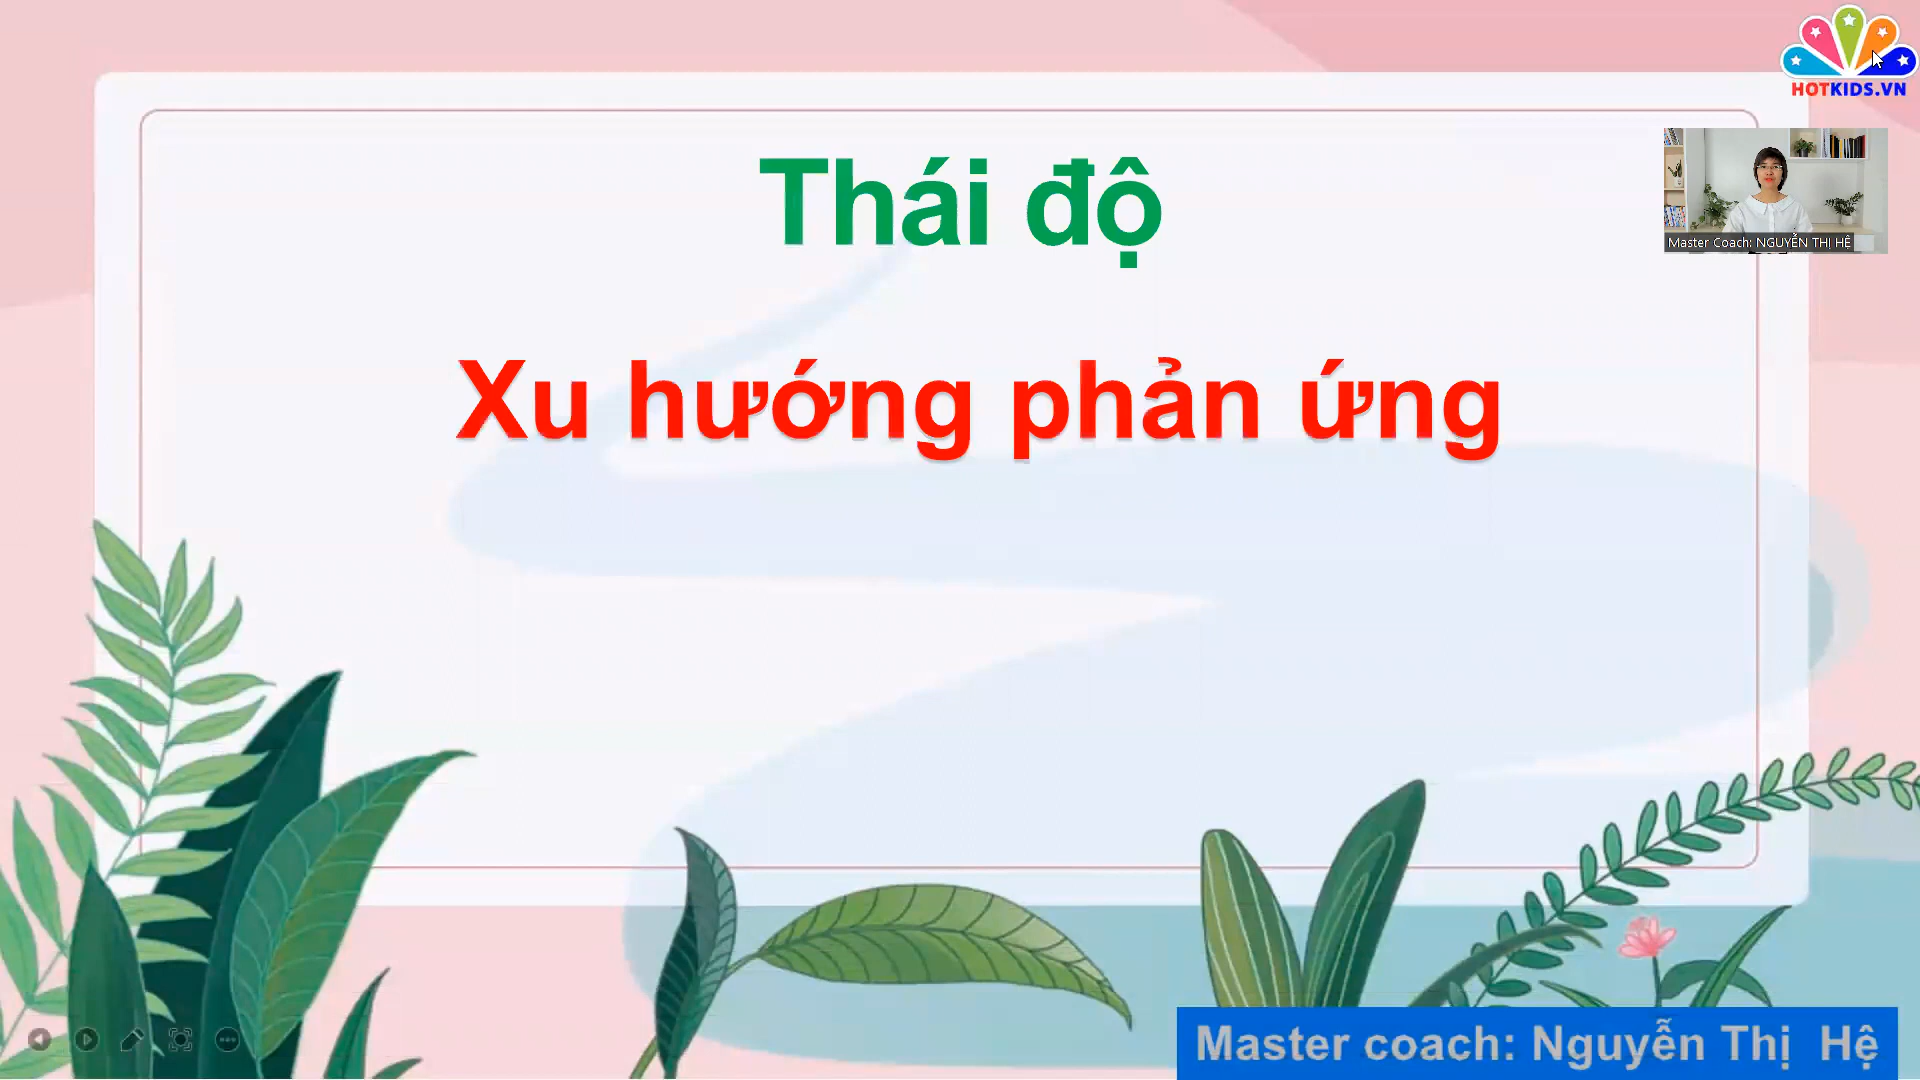 HOTKIDS.VN
Thái độ
Master Coach: NGUYỄN THỊ HỆ
Xu hướng phản ứng
Master coach: Nguyễn Thị Hệ